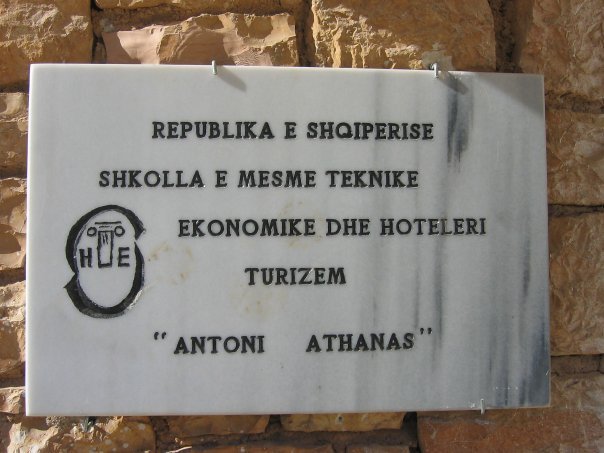 REPUBLIKA E SHQIPERISE
SHKOLLA E MESME TEKNIKE
EKONOMIKE DHE HOTELERI
H E
TURIZEM
"ANTONI ATHANAS"